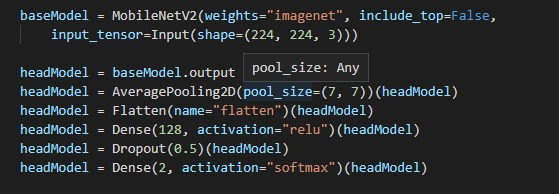 baseModel = MobileNetV2(weights="imagenet", include_top=False,
    input_tensor=Input(shape=(224, 224, 3)))
headModel = baseModel.output
pool_size: Any
headModel = AveragePooling2D(pool_size=(7, 7))(headModel)
headModel = Flatten(name="flatten")(headModel)
headModel = Dense(128, activation="relu")(headModel)
headModel = Dropout(0.5)(headModel)
headModel = Dense(2, activation="softmax")(headModel)